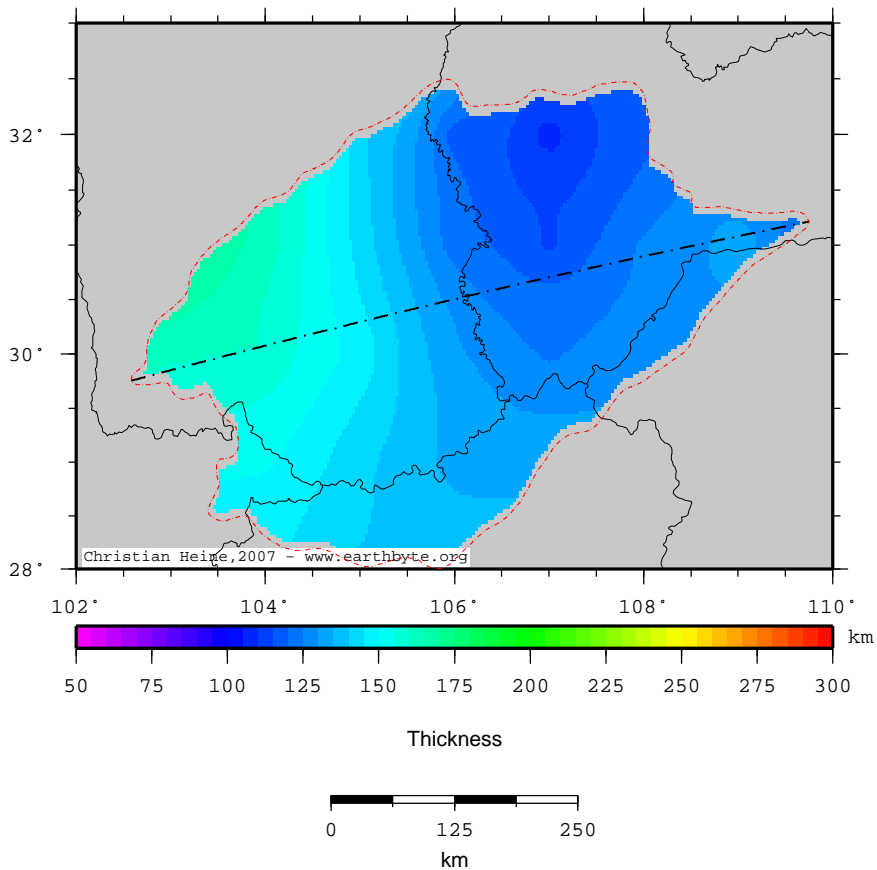 32°
30°
28°
Christian Heine,2007 - www.earthbyte.org
102° 104° 106° 108° 110°
km
50 75 100 125 150 175 200 225 250 275 300
Thickness
0 125 250
km